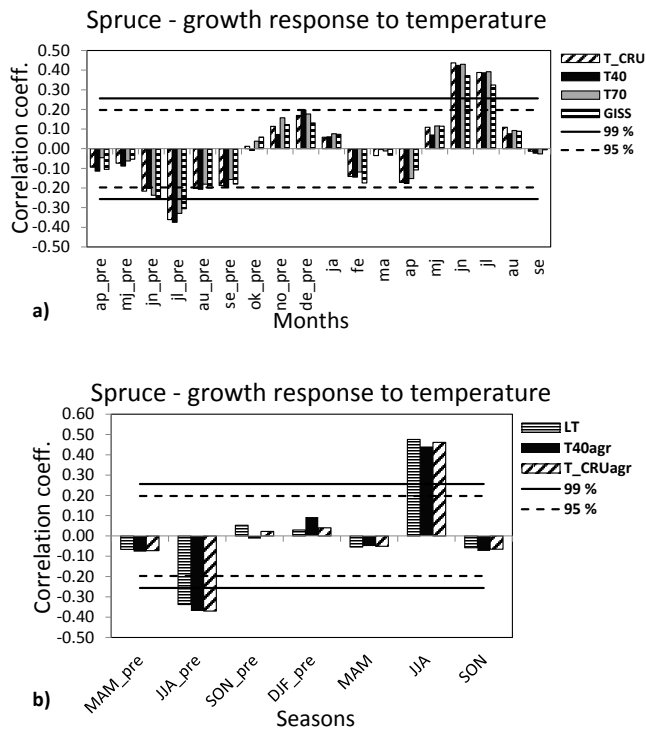 Spruce - growth response to temperature
Correlation coeff.
0.50
0.40
0.30
0.20
0.10
0.00
-0.10
-0.20
-0.30
-0.40
-0.50
T_CRU
T40
T70
GISS
99 %
95 %
ap_pre
mj_pre
jn_pre
jl_pre
au_pre
se_pre
ok_pre
no_pre
de_pre
ja
fe
ma
ap
mj
jn
jl
au
se
a)
Months
Spruce - growth response to temperature
Correlation coeff.
0.60
0.50
0.40
0.30
0.20
0.10
0.00
-0.10
-0.20
-0.30
-0.40
-0.50
LT
T40agr
T_CRUagr
99 %
95 %
MAM_pre
JJA_pre
SON_pre
DJF_pre
MAM
JJA
SON
b)
Seasons